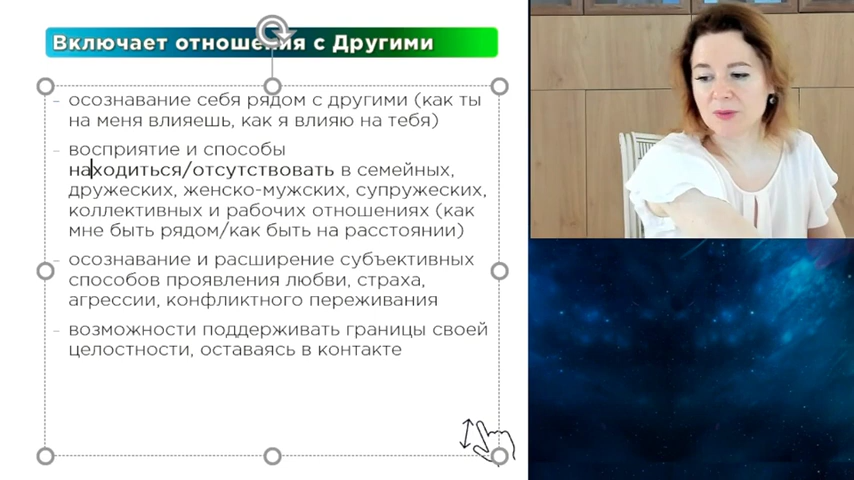 Включает отношения с Другими
- осознавание себя рядом с другими (как ты
на меня влияешь, как я влияю на тебя)
- восприятие и способы
находиться/отсутствовать в семейных,
дружеских, женско-мужских, супружеских,
коллективных и рабочих отношениях (как
мне быть рядом/как быть на расстоянии)
- осознавание и расширение субъективных
способов проявления любви, страха,
агрессии, конфликтного переживания
- возможности поддерживать границы своей
целостности, оставаясь в контакте